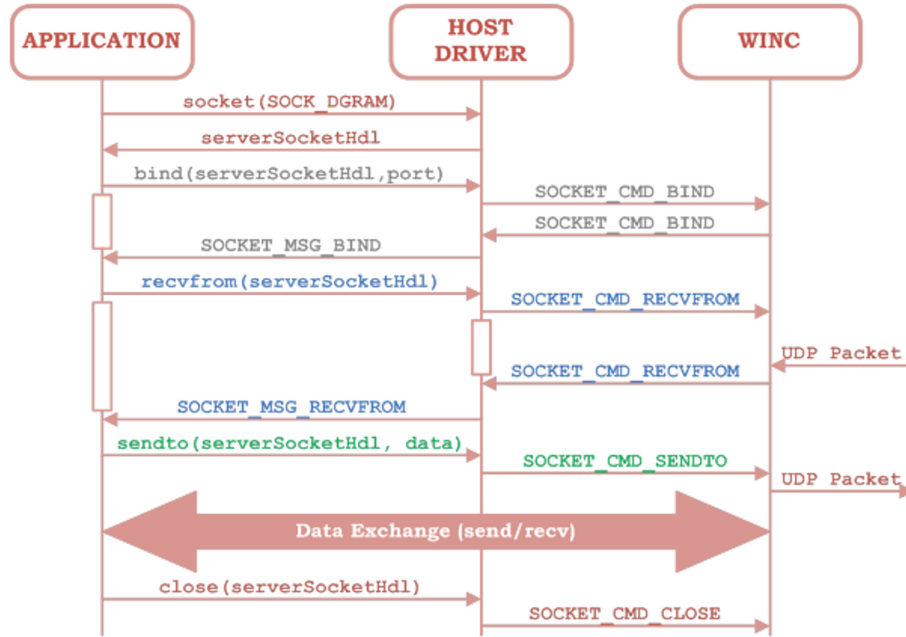 APPLICATION
HOST
DRIVER
WINC
socket(SOCK_DGRAM)
serverSocketHdl
bind(serverSocketHdl,port)
SOCKET_CMD_BIND
SOCKET_CMD_BIND
SOCKET_MSG_BIND
recvfrom(serverSocketHdl)
SOCKET_CMD_RECVFROM
UDP Packet
SOCKET_CMD_RECVFROM
SOCKET_MSG_RECVFROM
sendto(serverSocketHdl, data)
SOCKET_CMD_SENDTO
UDP Packet
Data Exchange (send/recv)
close(serverSocketHdl)
SOCKET_CMD_CLOSE